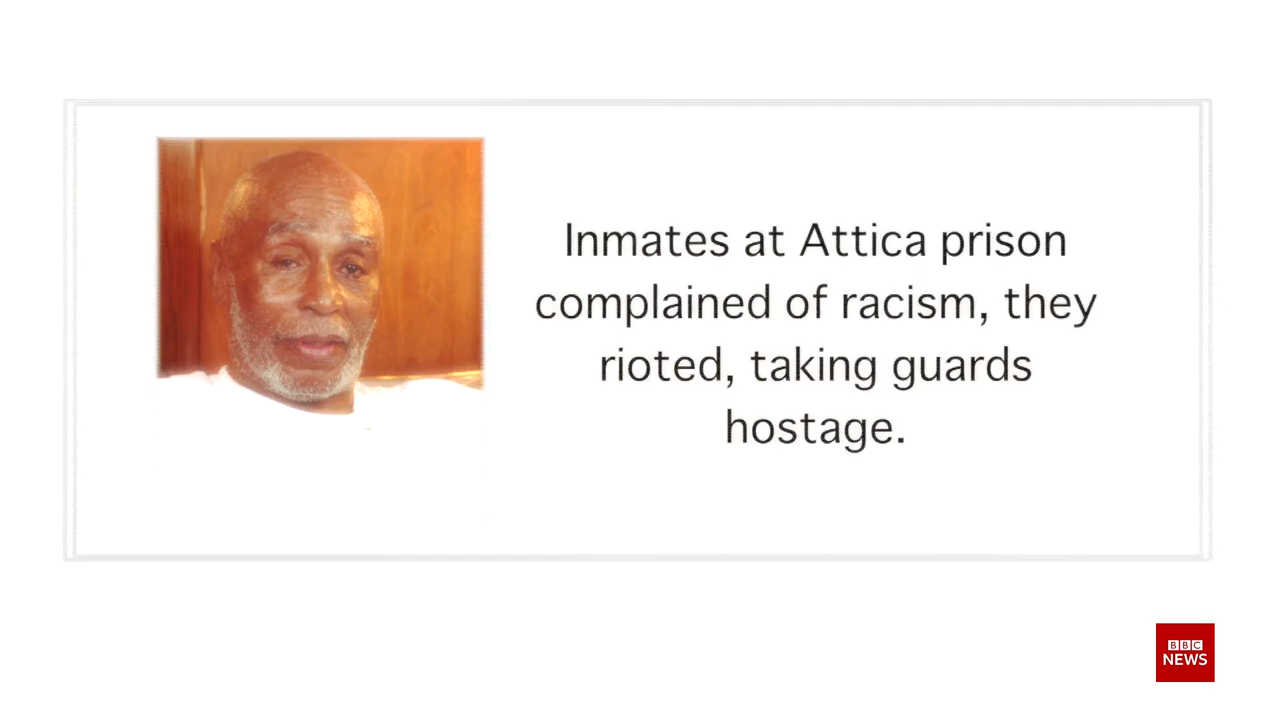 Inmates at Attica prison
complained of racism, they
rioted, taking guards
hostage.
BBC
NEWS